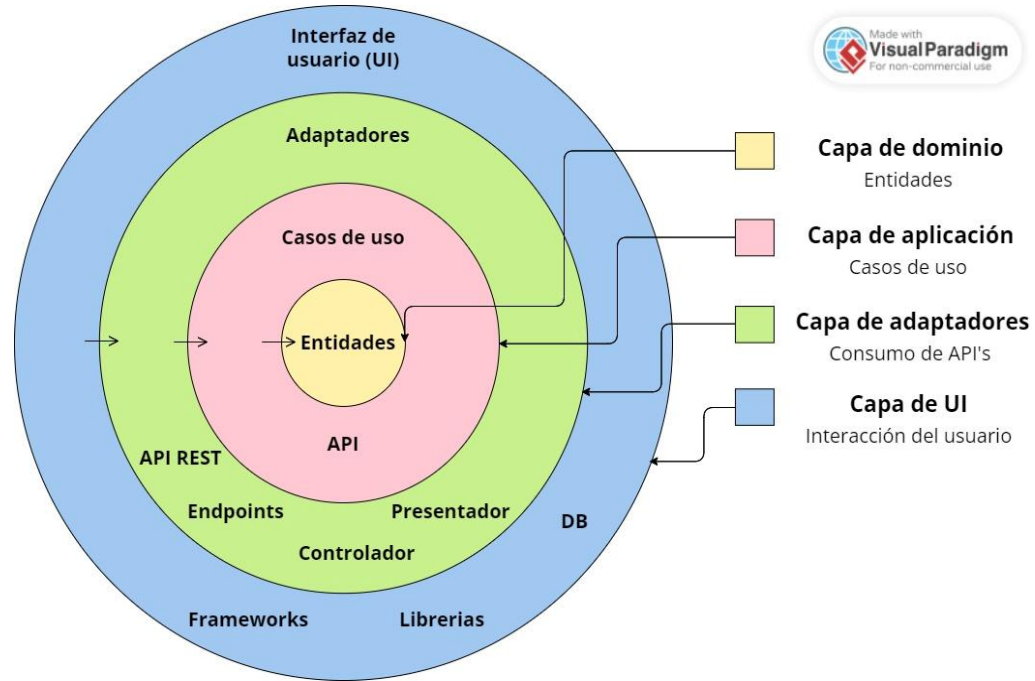 Interfaz de
usuario (UI)
Adaptadores
Casos de uso
Entidades
API
API REST
Endpoints
Presentador
Controlador
DB
Frameworks
Librerias
Made with
Visual Paradigm
For non-commercial use
Capa de dominio
Entidades
Capa de aplicación
Casos de uso
Capa de adaptadores
Consumo de API's
Capa de UI
Interacción del usuario